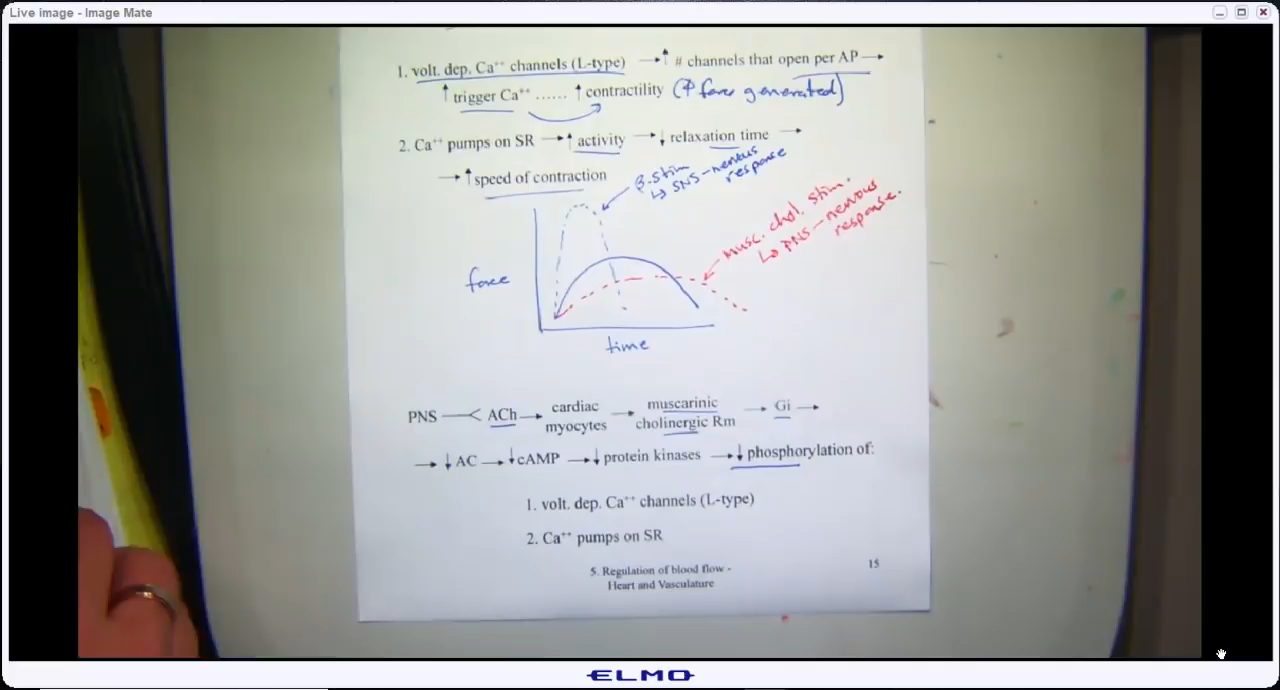 Live image - Image Mate
1. volt. dep. Ca⁺⁺ channels (L-type) → ↑ # channels that open per AP →
↑ trigger Ca⁺⁺ ...... ↑ contractility (↑ force generated)
2. Ca⁺⁺ pumps on SR → ↑ activity → ↓ relaxation time →
→ ↑ speed of contraction
β-stim
↳ SNS-nervous
response
musc. chol. stim.
↳ PNS-nervous
response.
force
time
PNS —< ACh → cardiac myocytes → muscarinic cholinergic Rm → Gi →
→ ↓ AC → ↓ cAMP → ↓ protein kinases → ↓ phosphorylation of:
1. volt. dep. Ca⁺⁺ channels (L-type)
2. Ca⁺⁺ pumps on SR
5. Regulation of blood flow -
Heart and Vasculature
15
ELMO